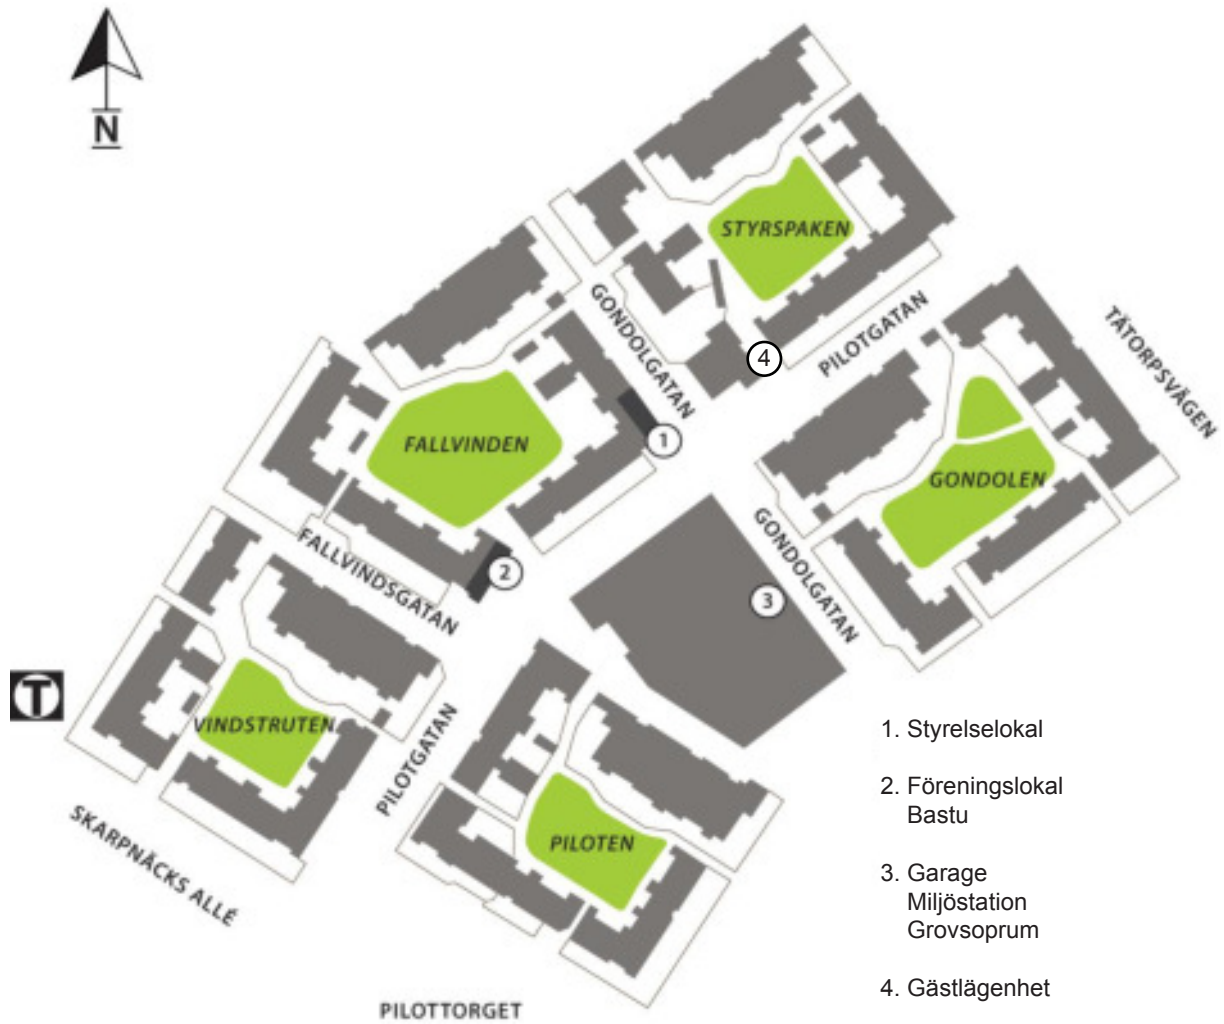 N
STYRSPAKEN
GONDOLGATAN
PILOTGATAN
4
TÄTORPSVÄGEN
FALLVINDEN
1
GONDOLEN
FALLVINDSGATAN
2
GONDOLGATAN
3
T
VINDSTRUTEN
PILOTGATAN
PILOTEN
SKARPNÄCKS ALLÉ
PILOTTORGET
1. Styrelselokal
2. Föreningslokal
Bastu
3. Garage
Miljöstation
Grovsoprum
4. Gästlägenhet